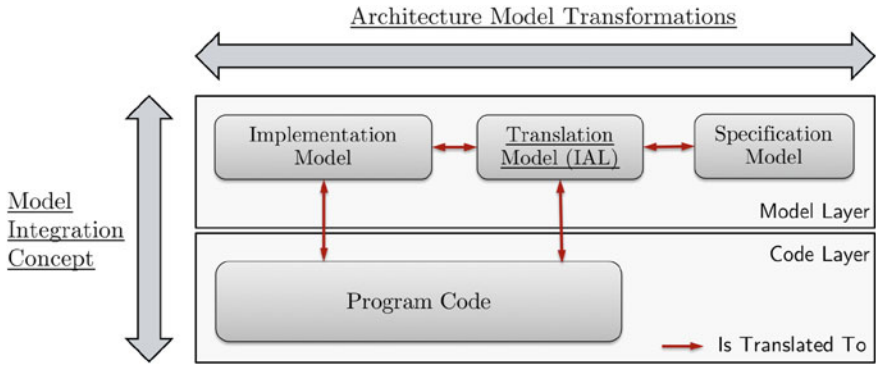 Architecture Model Transformations
Implementation
Model
Translation
Model (IAL)
Specification
Model
Model Layer
Model
Integration
Concept
Code Layer
Program Code
Is Translated To